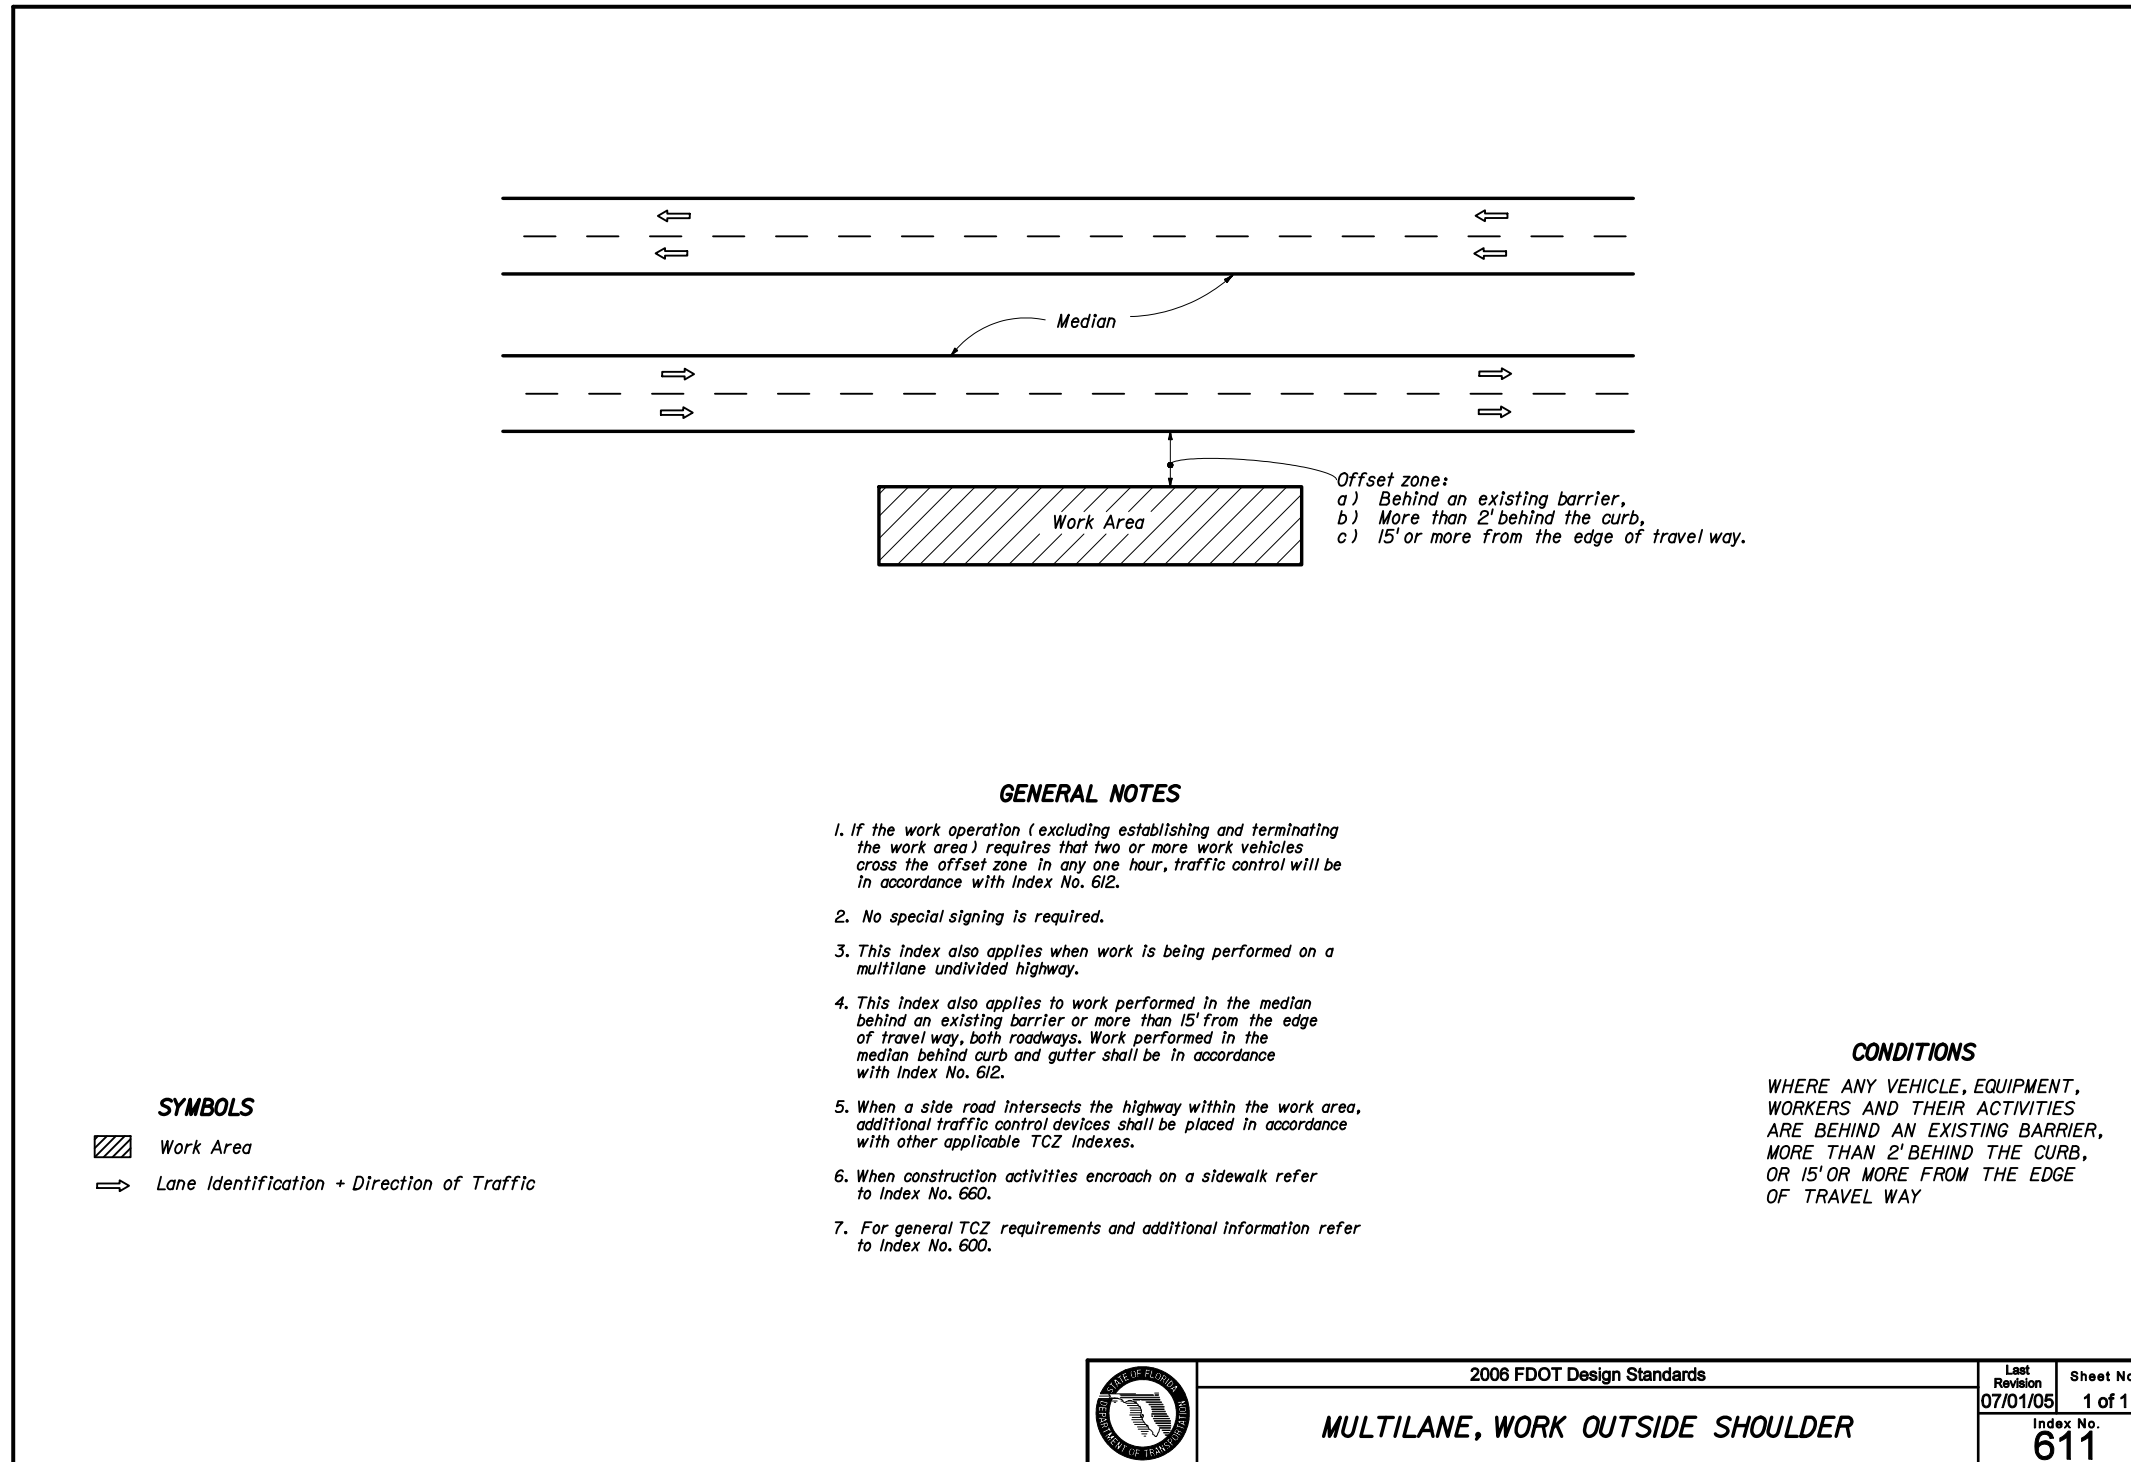 Median
Offset zone:
a) Behind an existing barrier,
b) More than 2' behind the curb,
c) 15' or more from the edge of travel way.
Work Area
GENERAL NOTES
1. If the work operation (excluding establishing and terminating
the work area) requires that two or more work vehicles
cross the offset zone in any one hour, traffic control will be
in accordance with Index No. 612.
2. No special signing is required.
3. This index also applies when work is being performed on a
multilane undivided highway.
4. This index also applies to work performed in the median
behind an existing barrier or more than 15' from the edge
of travel way, both roadways. Work performed in the
median behind curb and gutter shall be in accordance
with Index No. 612.
5. When a side road intersects the highway within the work area,
additional traffic control devices shall be placed in accordance
with other applicable TCZ Indexes.
6. When construction activities encroach on a sidewalk refer
to Index No. 660.
7. For general TCZ requirements and additional information refer
to Index No. 600.
SYMBOLS
Work Area
Lane Identification + Direction of Traffic
CONDITIONS
WHERE ANY VEHICLE, EQUIPMENT,
WORKERS AND THEIR ACTIVITIES
ARE BEHIND AN EXISTING BARRIER,
MORE THAN 2' BEHIND THE CURB,
OR 15' OR MORE FROM THE EDGE
OF TRAVEL WAY
STATE OF FLORIDA
DEPARTMENT OF TRANSPORTATION
2006 FDOT Design Standards
MULTILANE, WORK OUTSIDE SHOULDER
Last
Revision
07/01/05
Sheet No
1 of 1
Index No.
611